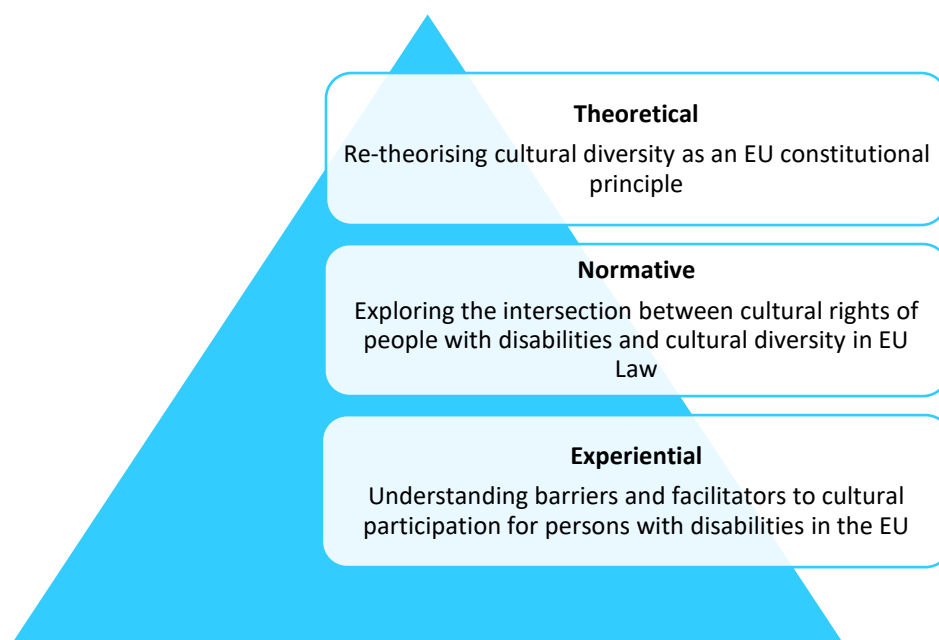 Theoretical
Re-theorising cultural diversity as an EU constitutional
principle
Normative
Exploring the intersection between cultural rights of
people with disabilities and cultural diversity in EU
Law
Experiential
Understanding barriers and facilitators to cultural
participation for persons with disabilities in the EU